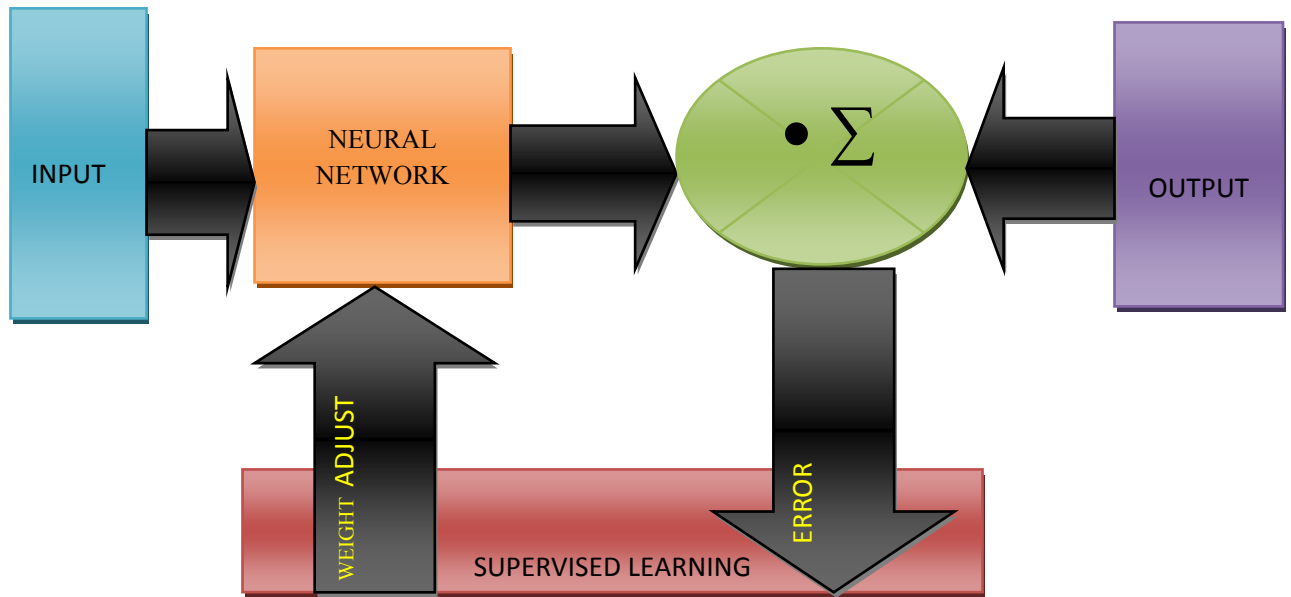 INPUT
NEURAL
NETWORK
• ∑
OUTPUT
WEIGHT ADJUST
ERROR
SUPERVISED LEARNING